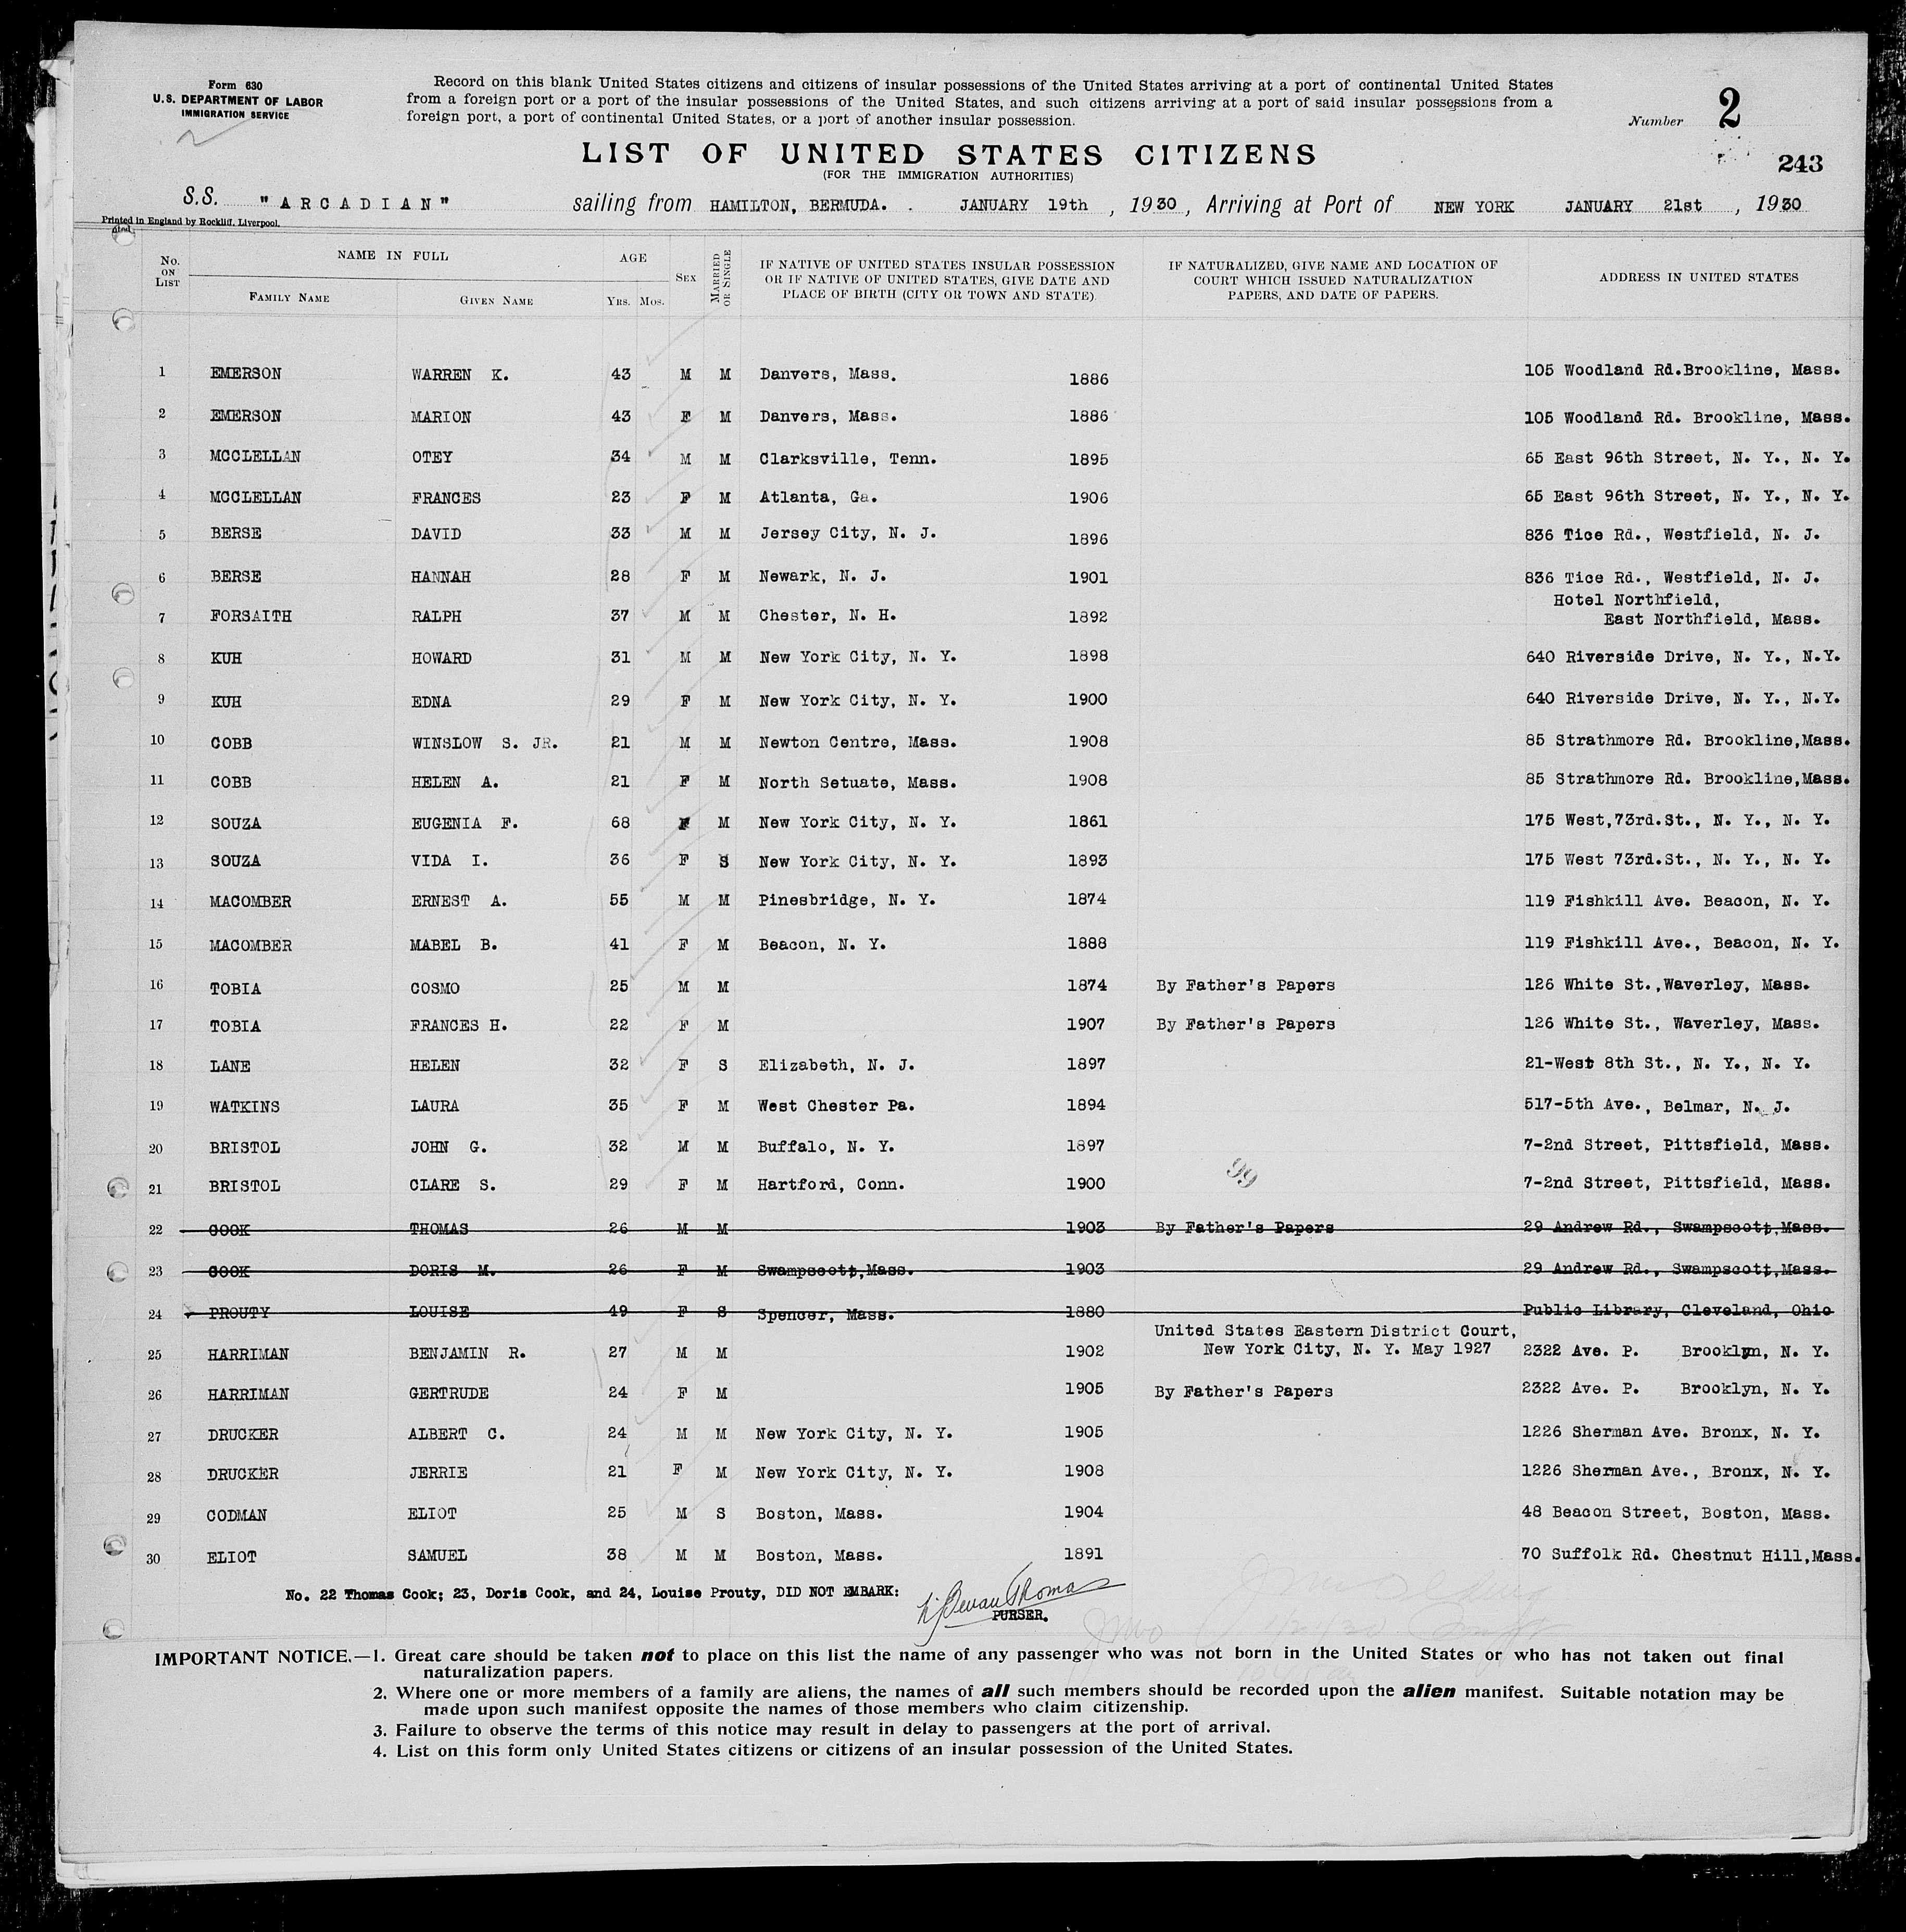 Form 630
U.S. DEPARTMENT OF LABOR
IMMIGRATION SERVICE
Record on this blank United States citizens and citizens of insular possessions of the United States arriving at a port of continental United States
from a foreign port or a port of the insular possessions of the United States, and such citizens arriving at a port of said insular possessions from a
foreign port, a port of continental United States, or a port of another insular possession.
Number 2
243
LIST OF UNITED STATES CITIZENS
(FOR THE IMMIGRATION AUTHORITIES)
S.S. "ARCADIAN" sailing from HAMILTON, BERMUDA. JANUARY 19th, 1930, Arriving at Port of NEW YORK JANUARY 21st, 1930
Printed in England by Rockliff, Liverpool.
No. ON LIST NAME IN FULL FAMILY NAME GIVEN NAME AGE YRS. MOS. SEX MARRIED OR SINGLE IF NATIVE OF UNITED STATES INSULAR POSSESSION OR IF NATIVE OF UNITED STATES, GIVE DATE AND PLACE OF BIRTH (CITY OR TOWN AND STATE) IF NATURALIZED, GIVE NAME AND LOCATION OF COURT WHICH ISSUED NATURALIZATION PAPERS, AND DATE OF PAPERS. ADDRESS IN UNITED STATES
1 EMERSON WARREN K. 43 M M Danvers, Mass. 1886 105 Woodland Rd.Brookline, Mass.
2 EMERSON MARION 43 F M Danvers, Mass. 1886 105 Woodland Rd. Brookline, Mass.
3 MCCLELLAN OTEY 34 M M Clarksville, Tenn. 1895 65 East 96th Street, N. Y., N. Y.
4 MCCLELLAN FRANCES 23 F M Atlanta, Ga. 1906 65 East 96th Street, N. Y., N. Y.
5 BERSE DAVID 33 M M Jersey City, N. J. 1896 836 Tice Rd., Westfield, N. J.
6 BERSE HANNAH 28 F M Newark, N. J. 1901 836 Tice Rd., Westfield, N. J.
Hotel Northfield,
7 FORSAITH RALPH 37 M M Chester, N. H. 1892 East Northfield, Mass.
8 KUH HOWARD 31 M M New York City, N. Y. 1898 640 Riverside Drive, N. Y., N.Y.
9 KUH EDNA 29 F M New York City, N. Y. 1900 640 Riverside Drive, N. Y., N.Y.
10 COBB WINSLOW S. JR. 21 M M Newton Centre, Mass. 1908 85 Strathmore Rd. Brookline,Mass.
11 COBB HELEN A. 21 F M North Setuate, Mass. 1908 85 Strathmore Rd. Brookline,Mass.
12 SOUZA EUGENIA F. 68 F M New York City, N. Y. 1861 175 West,73rd.St., N. Y., N. Y.
13 SOUZA VIDA I. 36 F S New York City, N. Y. 1893 175 West 73rd.St., N. Y., N. Y.
14 MACOMBER ERNEST A. 55 M M Pinesbridge, N. Y. 1874 119 Fishkill Ave. Beacon, N. Y.
15 MACOMBER MABEL B. 41 F M Beacon, N. Y. 1888 119 Fishkill Ave., Beacon, N. Y.
16 TOBIA COSMO 25 M M 1874 By Father's Papers 126 White St.,Waverley, Mass.
17 TOBIA FRANCES H. 22 F M 1907 By Father's Papers 126 White St., Waverley, Mass.
18 LANE HELEN 32 F S Elizabeth, N. J. 1897 21-West 8th St., N. Y., N. Y.
19 WATKINS LAURA 35 F M West Chester Pa. 1894 517-5th Ave., Belmar, N. J.
20 BRISTOL JOHN G. 32 M M Buffalo, N. Y. 1897 7-2nd Street, Pittsfield, Mass.
21 BRISTOL CLARE S. 29 F M Hartford, Conn. 1900 99 7-2nd Street, Pittsfield, Mass.
22 COOK THOMAS 26 M M 1903 By Father's Papers 29 Andrew Rd., Swampscott,Mass.
23 COOK DORIS M. 26 F M Swampscott,Mass. 1903 29 Andrew Rd., Swampscott,Mass.
24 PROUTY LOUISE 49 F S Spencer, Mass. 1880 Public Library, Cleveland, Ohio
United States Eastern District Court,
25 HARRIMAN BENJAMIN R. 27 M M 1902 New York City, N. Y. May 1927 2322 Ave. P. Brooklyn, N. Y.
26 HARRIMAN GERTRUDE 24 F M 1905 By Father's Papers 2322 Ave. P. Brooklyn, N. Y.
27 DRUCKER ALBERT C. 24 M M New York City, N. Y. 1905 1226 Sherman Ave. Bronx, N. Y.
28 DRUCKER JERRIE 21 F M New York City, N. Y. 1908 1226 Sherman Ave., Bronx, N. Y.
29 CODMAN ELIOT 25 M S Boston, Mass. 1904 48 Beacon Street, Boston, Mass.
30 ELIOT SAMUEL 38 M M Boston, Mass. 1891 70 Suffolk Rd. Chestnut Hill,Mass.
No. 22 Thomas Cook; 23, Doris Cook, and 24, Louise Prouty, DID NOT EMBARK:
Bevan Thomas
PURSER.
IMPORTANT NOTICE.—1. Great care should be taken not to place on this list the name of any passenger who was not born in the United States or who has not taken out final
naturalization papers.
2. Where one or more members of a family are aliens, the names of all such members should be recorded upon the alien manifest. Suitable notation may be
made upon such manifest opposite the names of those members who claim citizenship.
3. Failure to observe the terms of this notice may result in delay to passengers at the port of arrival.
4. List on this form only United States citizens or citizens of an insular possession of the United States.